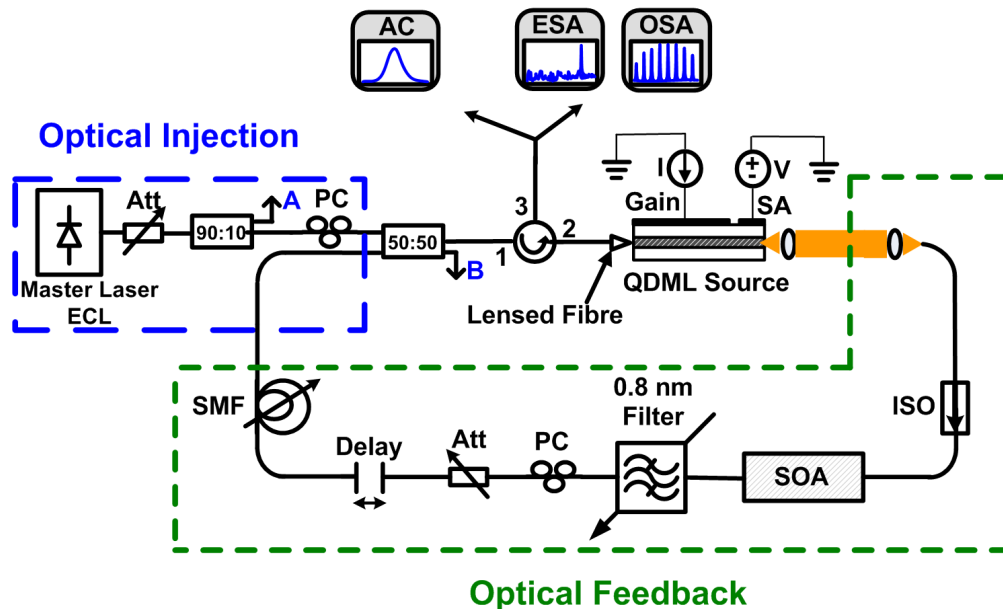 AC
ESA
OSA
Optical Injection
Att
A
PC
I
V
3
Gain
SA
90:10
50:50
1
2
B
Master Laser
ECL
QDML Source
Lensed Fibre
0.8 nm
Filter
SMF
ISO
Delay
Att
PC
SOA
Optical Feedback